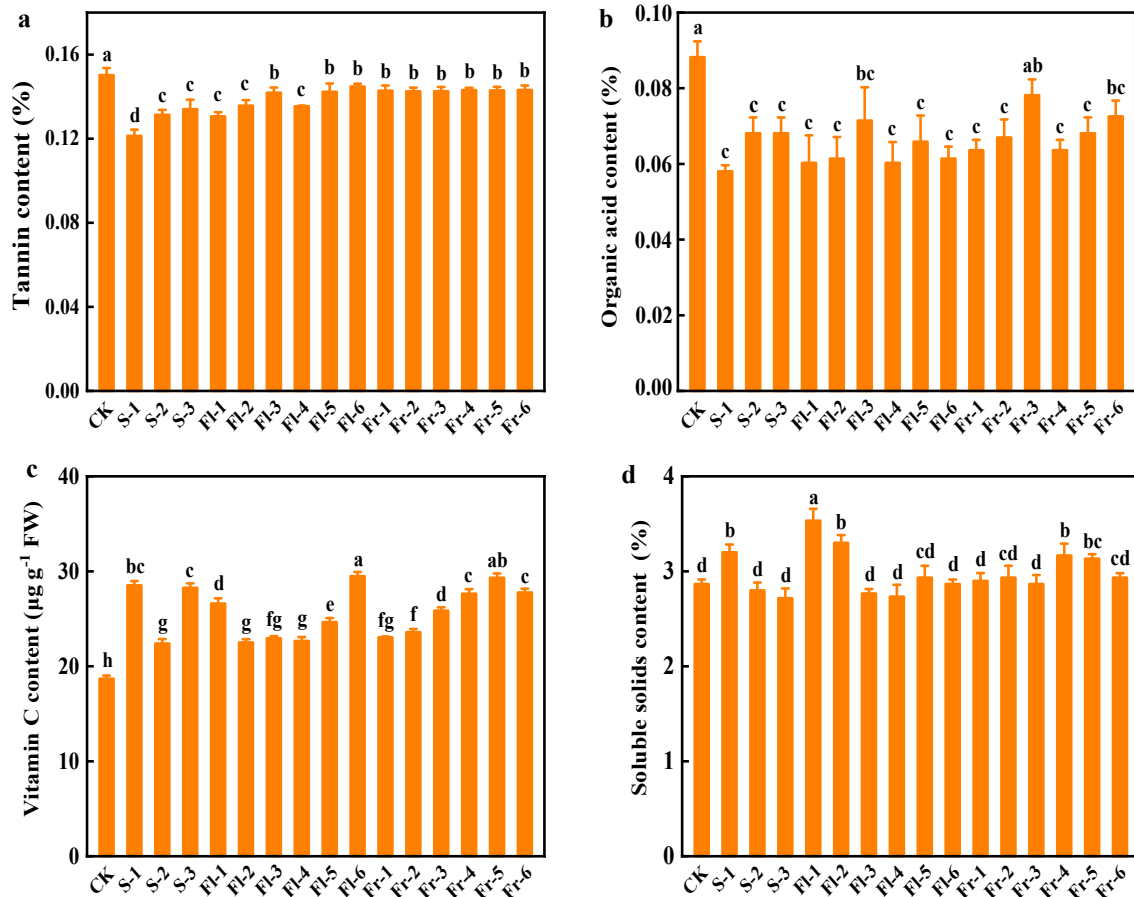 a
Tannin content (%)
0.16
0.12
0.08
0.04
0.00
a
d
c
c
c
c
b
c
b
b
b
b
b
b
b
b
CK
S-1
S-2
S-3
Fl-1
Fl-2
Fl-3
Fl-4
Fl-5
Fl-6
Fr-1
Fr-2
Fr-3
Fr-4
Fr-5
Fr-6
b
Organic acid content (%)
0.10
0.08
0.06
0.04
0.02
0.00
a
c
c
c
c
c
bc
c
c
c
c
c
ab
c
c
bc
CK
S-1
S-2
S-3
Fl-1
Fl-2
Fl-3
Fl-4
Fl-5
Fl-6
Fr-1
Fr-2
Fr-3
Fr-4
Fr-5
Fr-6
c
Vitamin C content (μg g⁻¹ FW)
40
30
20
10
0
h
bc
g
c
d
g
fg
g
e
a
fg
f
d
c
ab
c
CK
S-1
S-2
S-3
Fl-1
Fl-2
Fl-3
Fl-4
Fl-5
Fl-6
Fr-1
Fr-2
Fr-3
Fr-4
Fr-5
Fr-6
d
Soluble solids content (%)
4
3
2
1
0
d
b
d
d
a
b
d
d
cd
d
d
cd
d
b
bc
cd
CK
S-1
S-2
S-3
Fl-1
Fl-2
Fl-3
Fl-4
Fl-5
Fl-6
Fr-1
Fr-2
Fr-3
Fr-4
Fr-5
Fr-6